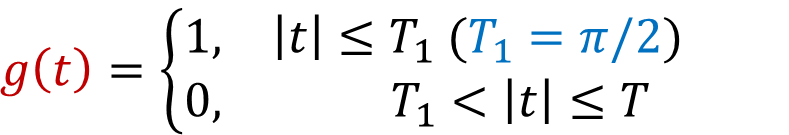 g(t) = {1, |t| ≤ T₁ (T₁ = π/2)
0, T₁ < |t| ≤ T